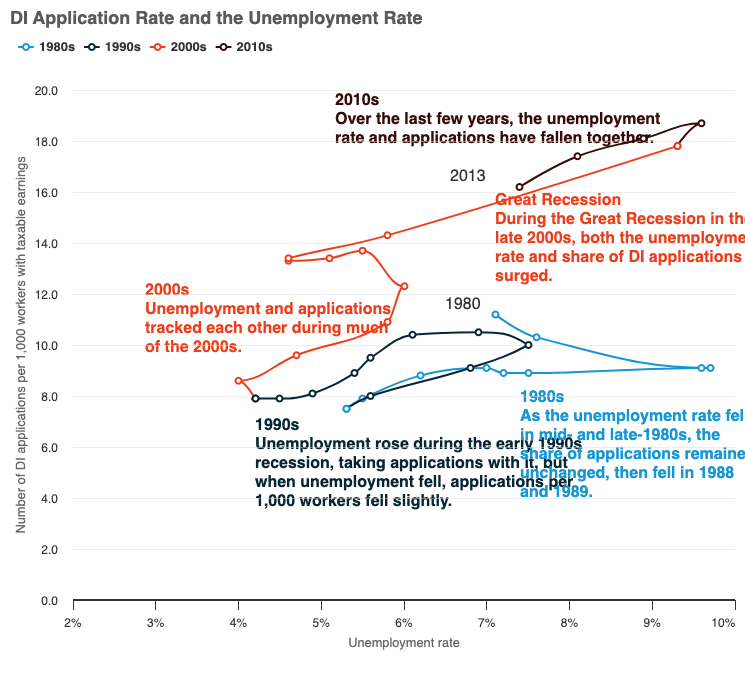 DI Application Rate and the Unemployment Rate
1980s 1990s 2000s 2010s
Number of DI applications per 1,000 workers with taxable earnings
20.0
18.0
16.0
14.0
12.0
10.0
8.0
6.0
4.0
2.0
0.0
2010s
Over the last few years, the unemployment
rate and applications have fallen together.
2013
Great Recession
During the Great Recession in the
late 2000s, both the unemployme
rate and share of DI applications
surged.
2000s
Unemployment and applications
tracked each other during much
of the 2000s.
1980
1980s
As the unemployment rate fel
in mid- and late-1980s, the
share of applications remaine
unchanged, then fell in 1988
and 1989.
1990s
Unemployment rose during the early 1990s
recession, taking applications with it, but
when unemployment fell, applications per
1,000 workers fell slightly.
2% 3% 4% 5% 6% 7% 8% 9% 10%
Unemployment rate